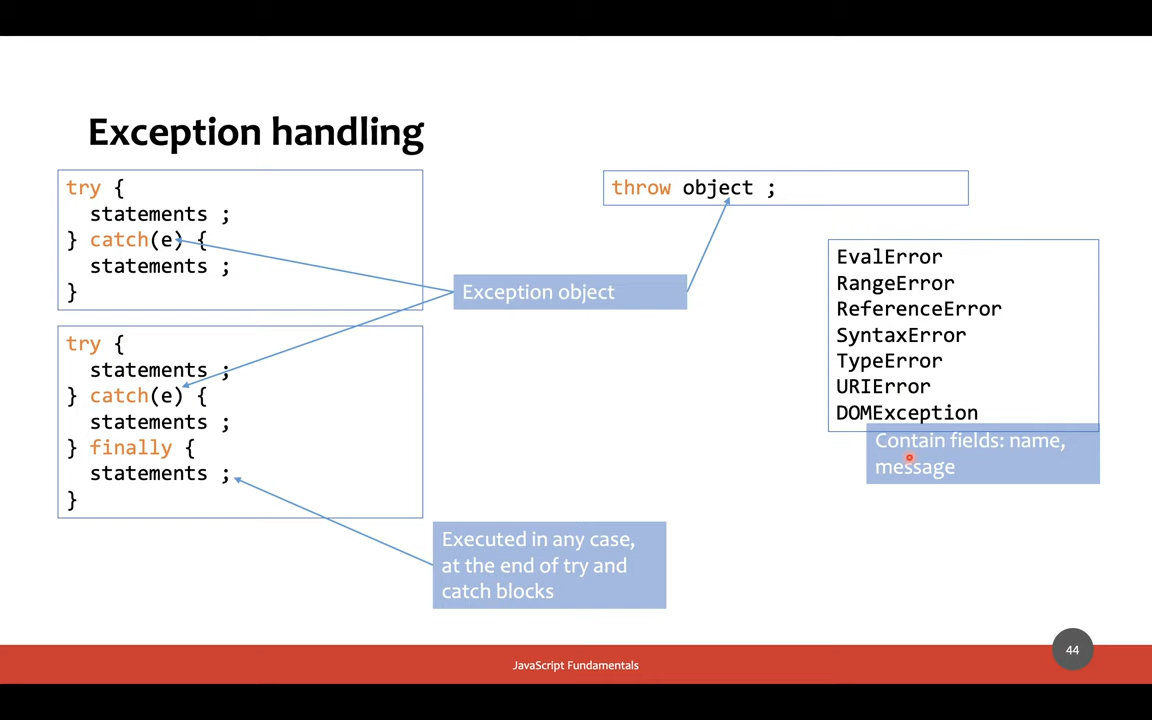 Exception handling
try {
statements ;
} catch(e) {
statements ;
}
try {
statements ;
} catch(e) {
statements ;
} finally {
statements ;
}
throw object ;
Exception object
EvalError
RangeError
ReferenceError
SyntaxError
TypeError
URIError
DOMException
Contain fields: name,
message
Executed in any case,
at the end of try and
catch blocks
JavaScript Fundamentals
44